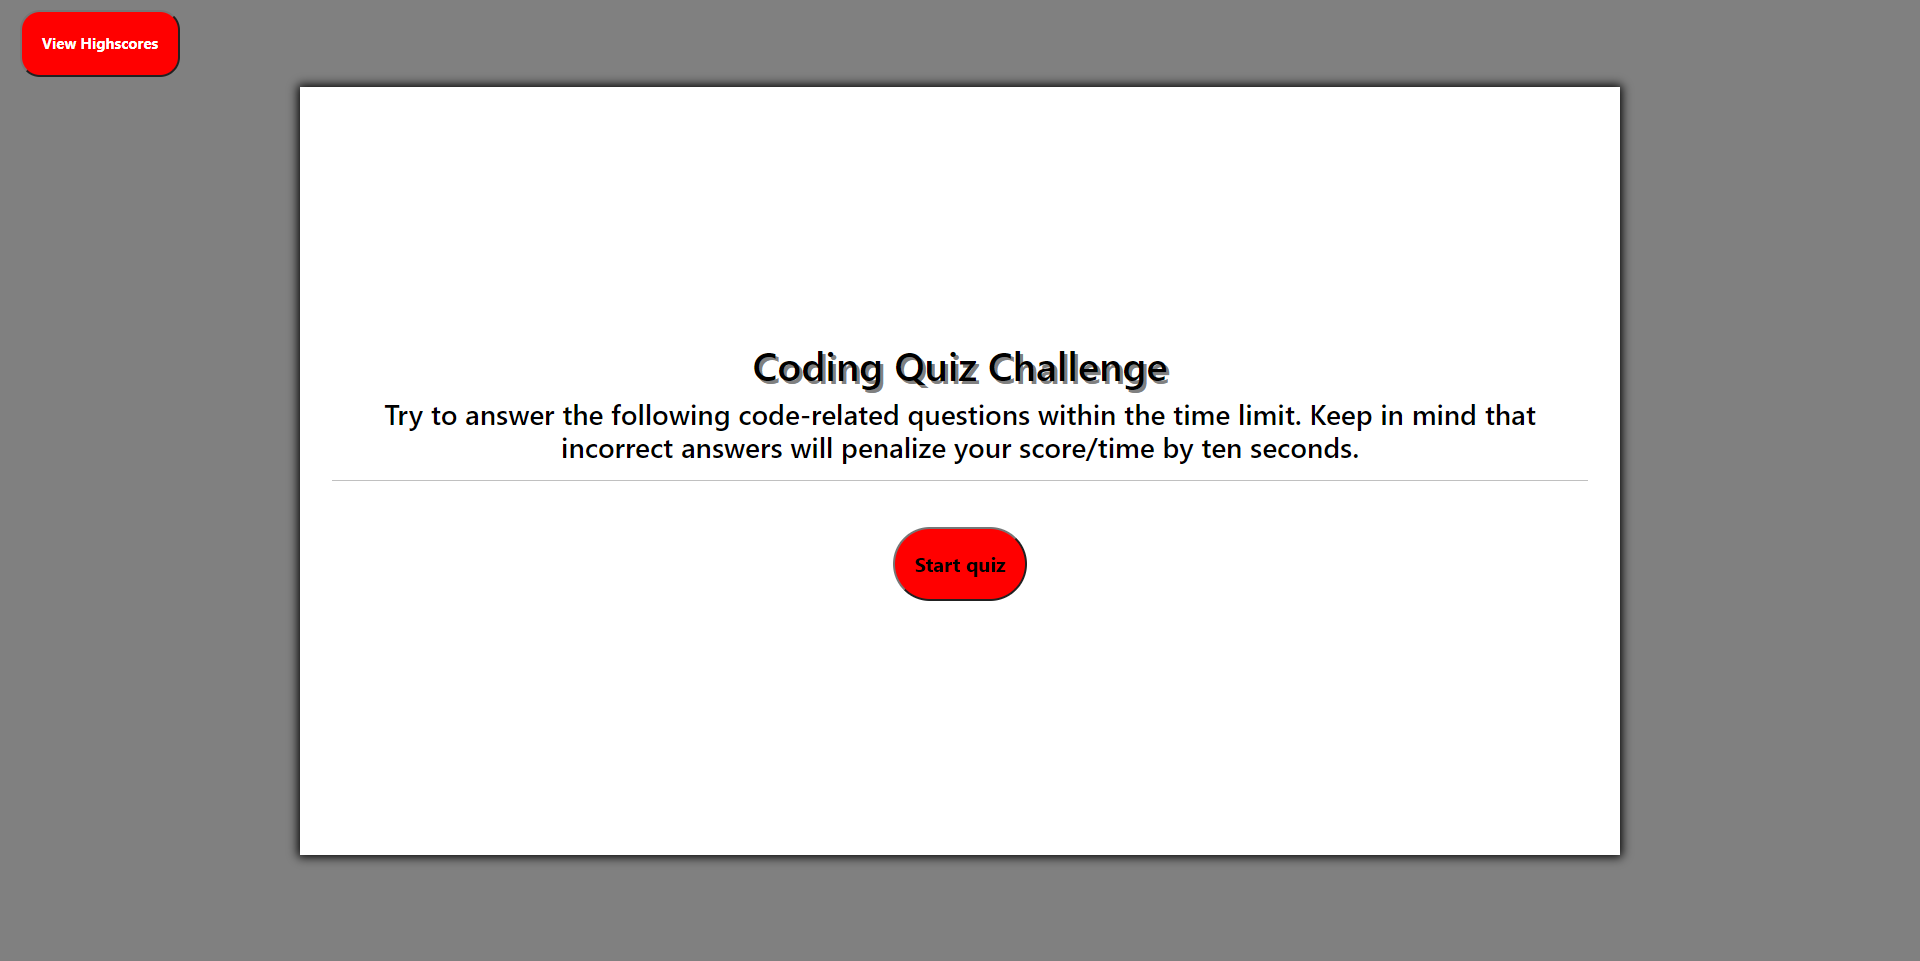 View Highscores
Coding Quiz Challenge
Try to answer the following code-related questions within the time limit. Keep in mind that
incorrect answers will penalize your score/time by ten seconds.
Start quiz